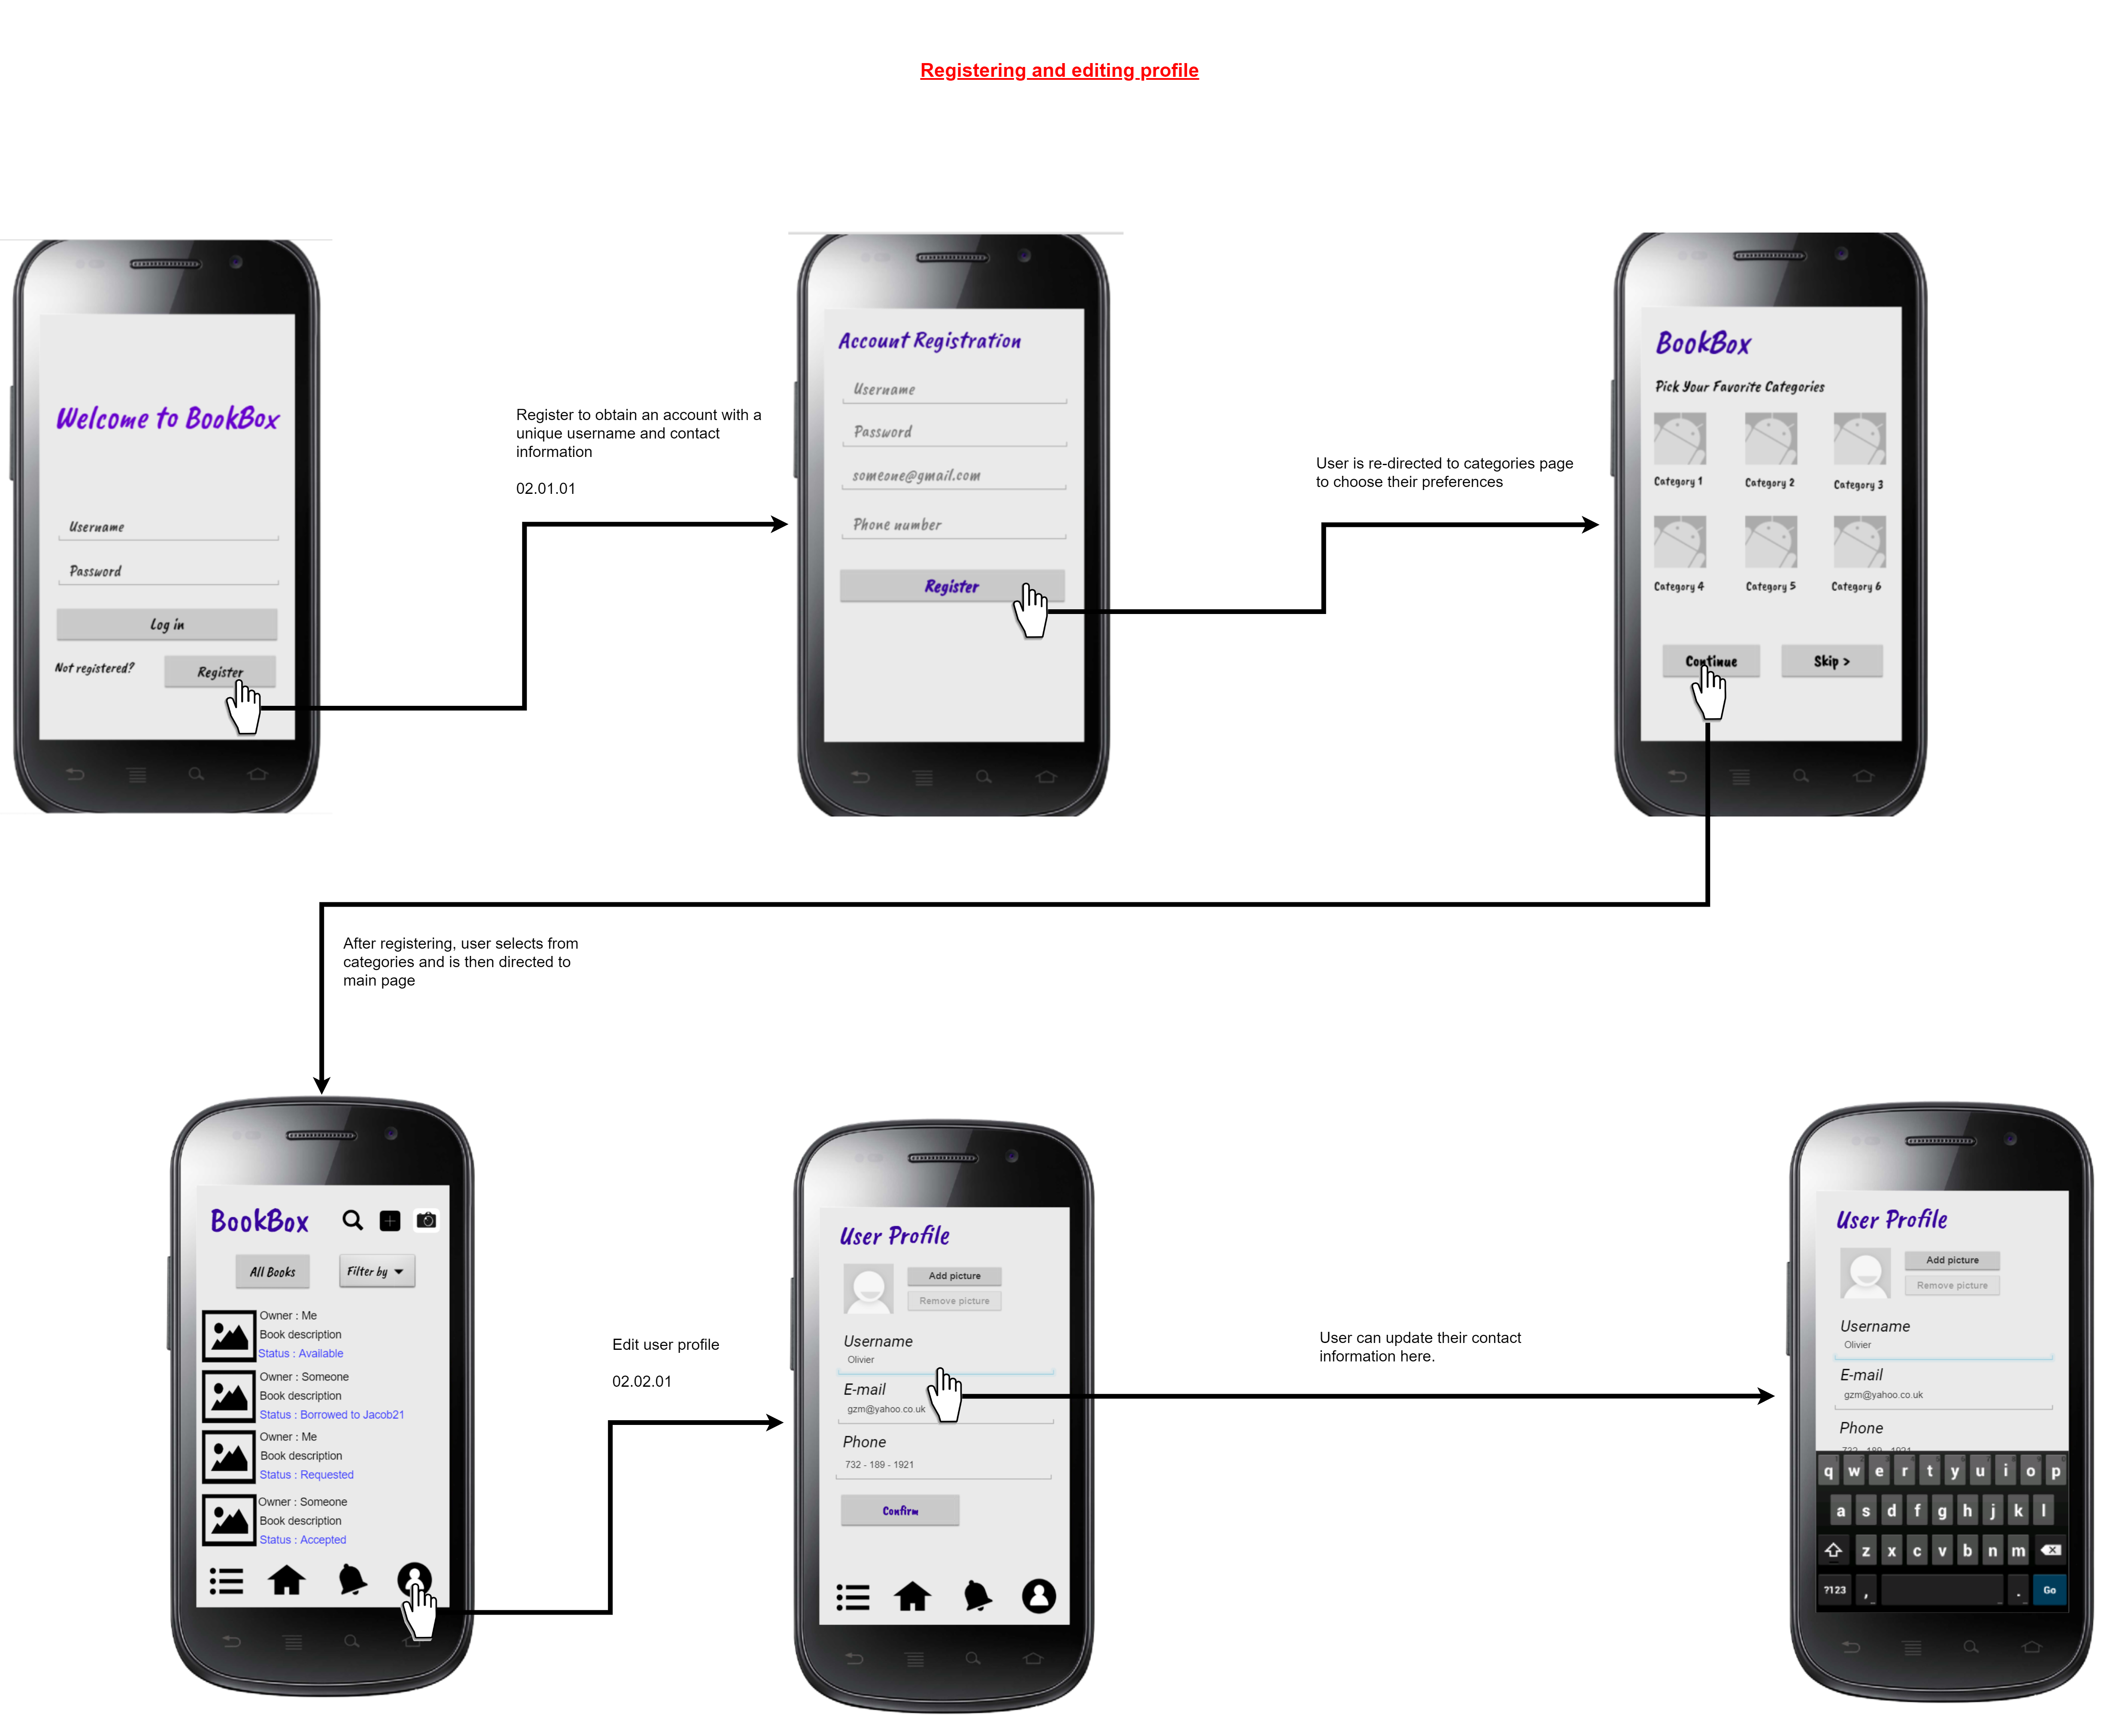 Registering and editing profile
Welcome to BookBox
Username
Password
Log in
Not registered?
Register
Register to obtain an account with a
unique username and contact
information
02.01.01
Account Registration
Username
Password
someone@gmail.com
Phone number
Register
User is re-directed to categories page
to choose their preferences
BookBox
Pick Your Favorite Categories
Category 1
Category 2
Category 3
Category 4
Category 5
Category 6
Continue
Skip >
After registering, user selects from
categories and is then directed to
main page
BookBox
All Books
Filter by
Owner : Me
Book description
Status : Available
Owner : Someone
Book description
Status : Borrowed to Jacob21
Owner : Me
Book description
Status : Requested
Owner : Someone
Book description
Status : Accepted
Edit user profile
02.02.01
User Profile
Add picture
Remove picture
Username
Olivier
E-mail
gzm@yahoo.co.uk
Phone
732 - 189 - 1921
Confirm
User can update their contact
information here.
User Profile
Add picture
Remove picture
Username
Olivier
E-mail
gzm@yahoo.co.uk
Phone
732 - 189 - 1921
q w e r t y u i o p
a s d f g h j k l
z x c v b n m
?123 , . Go